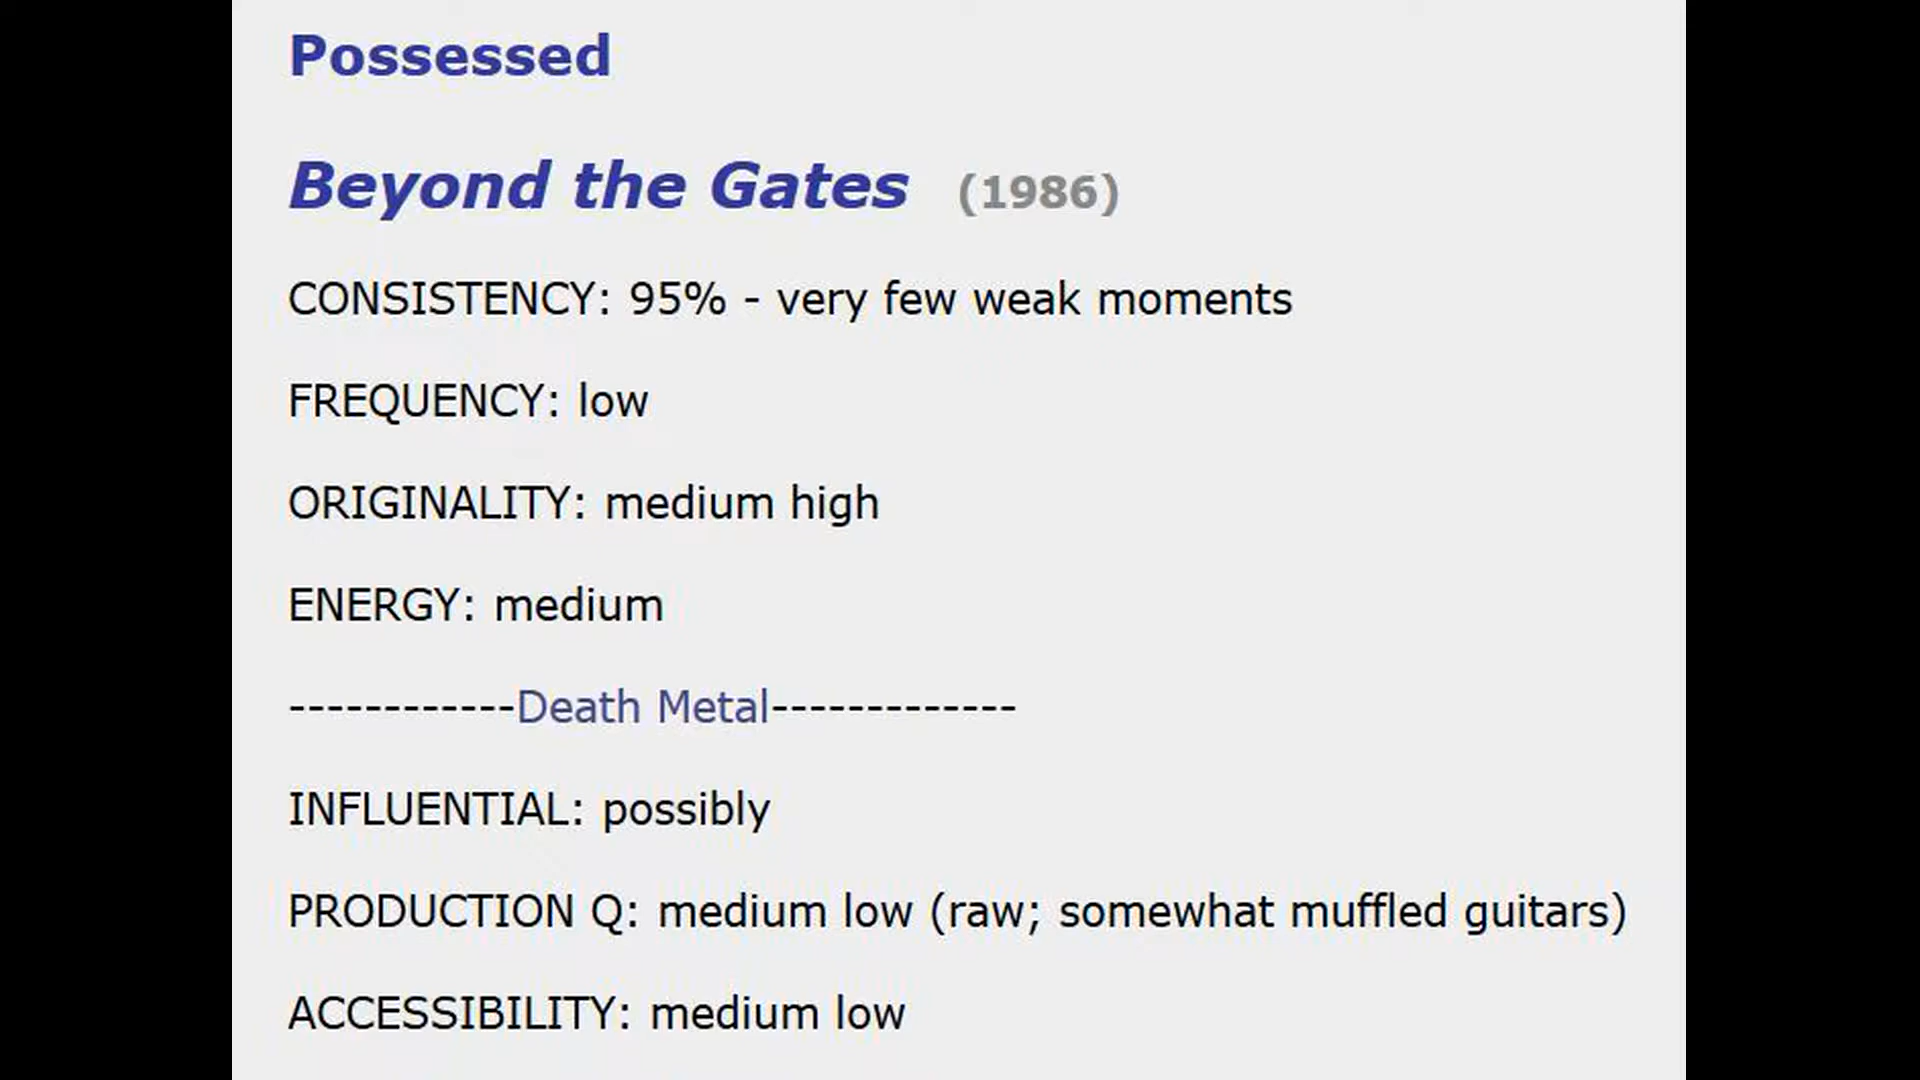 Possessed
Beyond the Gates (1986)
CONSISTENCY: 95% - very few weak moments
FREQUENCY: low
ORIGINALITY: medium high
ENERGY: medium
------------Death Metal-------------
INFLUENTIAL: possibly
PRODUCTION Q: medium low (raw; somewhat muffled guitars)
ACCESSIBILITY: medium low